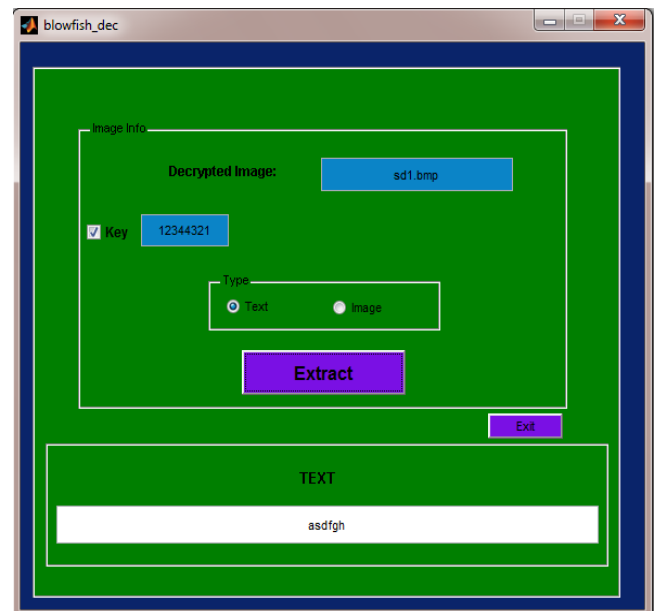 blowfish_dec
Image Info
Decrypted Image: sd1.bmp
Key 12344321
Type
Text Image
Extract
Exit
TEXT
asdfgh